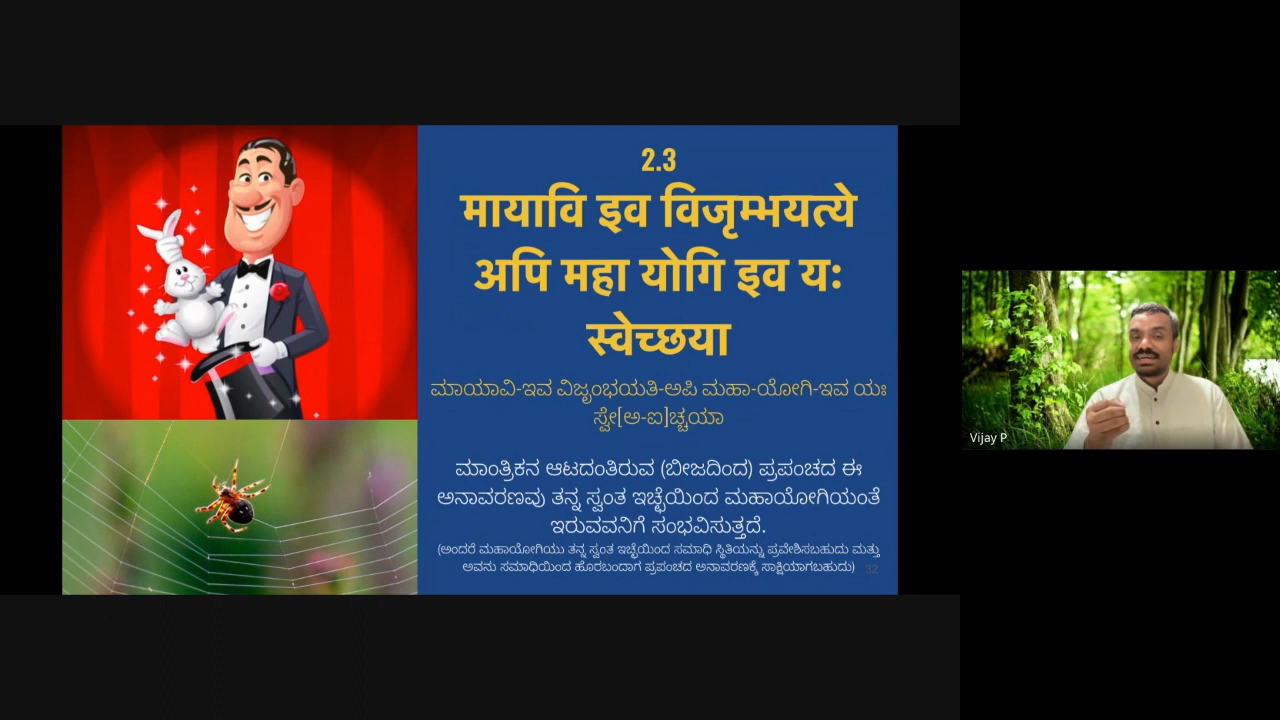 2.3
मायावि इव विजृम्भयत्ये
अपि महा योगि इव यः
स्वेच्छया
ಮಾಯಾವಿ-ಇವ ವಿಜೃಂಭಯತಿ-ಅಪಿ ಮಹಾ-ಯೋಗಿ-ಇವ ಯಃ
ಸ್ವೇ[ಅ-ಐ]ಚ್ಚಯಾ
ಮಾಂತ್ರಿಕನ ಆಟದಂತಿರುವ (ಬೀಜದಿಂದ) ಪ್ರಪಂಚದ ಈ
ಅನಾವರಣವು ತನ್ನ ಸ್ವಂತ ಇಚ್ಛೆಯಿಂದ ಮಹಾಯೋಗಿಯಂತೆ
ಇರುವವನಿಗೆ ಸಂಭವಿಸುತ್ತದೆ.
(ಅಂದರೆ ಮಹಾಯೋಗಿಯು ತನ್ನ ಸ್ವಂತ ಇಚ್ಛೆಯಿಂದ ಸಮಾಧಿ ಸ್ಥಿತಿಯನ್ನು ಪ್ರವೇಶಿಸಬಹುದು ಮತ್ತು
ಅವನು ಸಮಾಧಿಯಿಂದ ಹೊರಬಂದಾಗ ಪ್ರಪಂಚದ ಅನಾವರಣಕ್ಕೆ ಸಾಕ್ಷಿಯಾಗಬಹುದು) 32
Vijay P